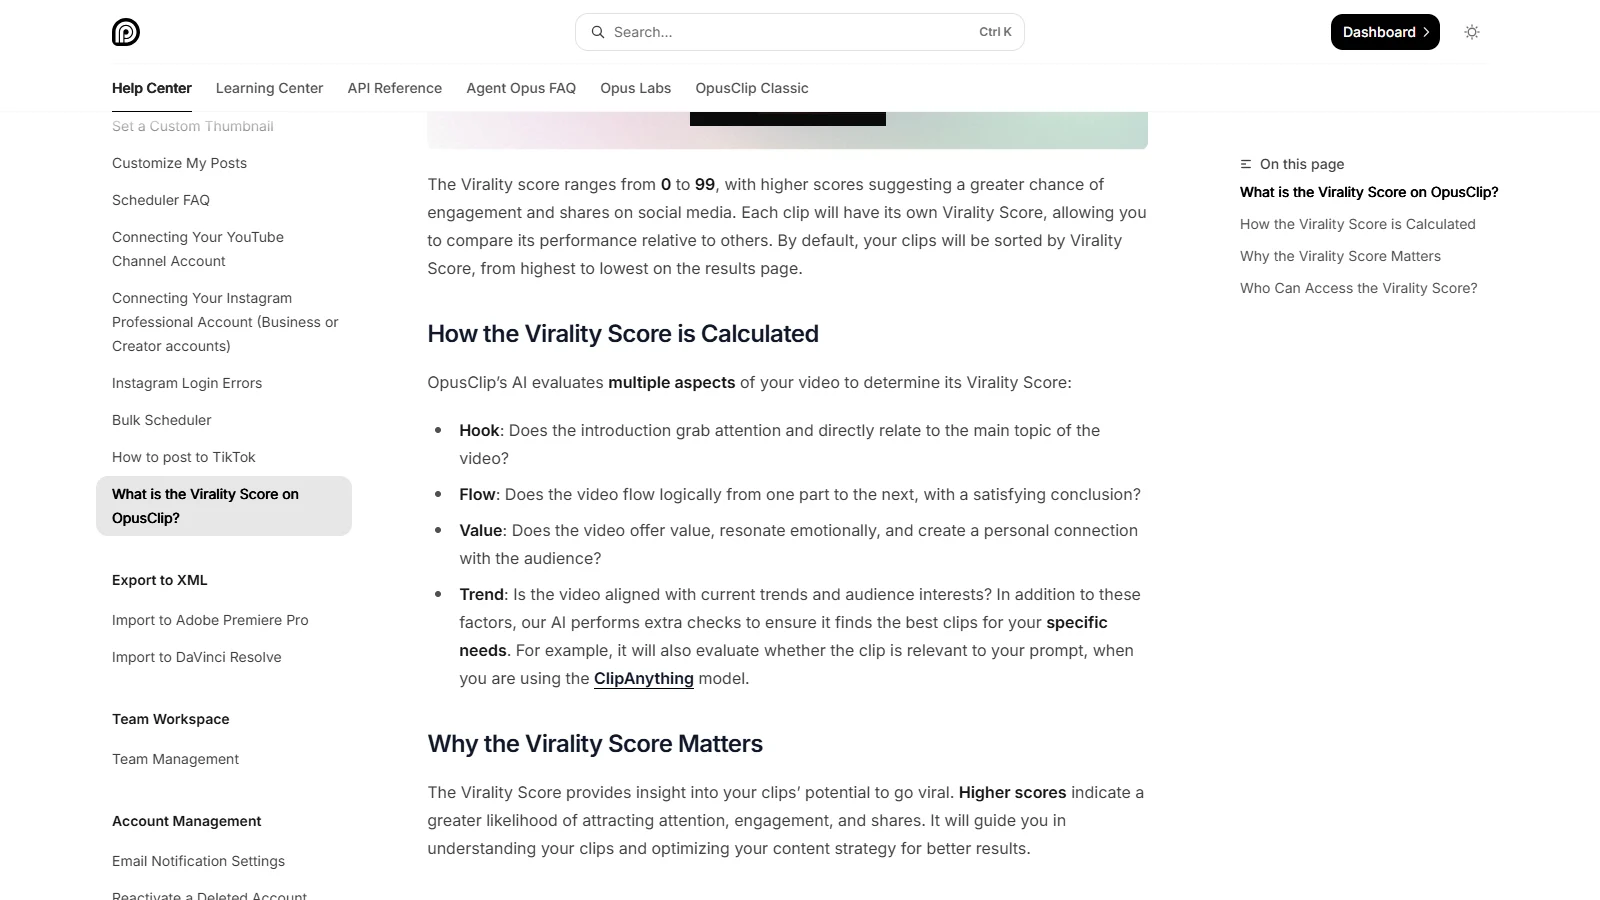 Search...
Ctrl K
Dashboard
Help Center
Learning Center
API Reference
Agent Opus FAQ
Opus Labs
OpusClip Classic
Set a Custom Thumbnail
Customize My Posts
Scheduler FAQ
Connecting Your YouTube
Channel Account
Connecting Your Instagram
Professional Account (Business or
Creator accounts)
Instagram Login Errors
Bulk Scheduler
How to post to TikTok
What is the Virality Score on
OpusClip?
Export to XML
Import to Adobe Premiere Pro
Import to DaVinci Resolve
Team Workspace
Team Management
Account Management
Email Notification Settings
Reactivate a Deleted Account
The Virality score ranges from 0 to 99, with higher scores suggesting a greater chance of
engagement and shares on social media. Each clip will have its own Virality Score, allowing you
to compare its performance relative to others. By default, your clips will be sorted by Virality
Score, from highest to lowest on the results page.
How the Virality Score is Calculated
OpusClip’s AI evaluates multiple aspects of your video to determine its Virality Score:
• Hook: Does the introduction grab attention and directly relate to the main topic of the
video?
• Flow: Does the video flow logically from one part to the next, with a satisfying conclusion?
• Value: Does the video offer value, resonate emotionally, and create a personal connection
with the audience?
• Trend: Is the video aligned with current trends and audience interests? In addition to these
factors, our AI performs extra checks to ensure it finds the best clips for your specific
needs. For example, it will also evaluate whether the clip is relevant to your prompt, when
you are using the ClipAnything model.
Why the Virality Score Matters
The Virality Score provides insight into your clips’ potential to go viral. Higher scores indicate a
greater likelihood of attracting attention, engagement, and shares. It will guide you in
understanding your clips and optimizing your content strategy for better results.
On this page
What is the Virality Score on OpusClip?
How the Virality Score is Calculated
Why the Virality Score Matters
Who Can Access the Virality Score?